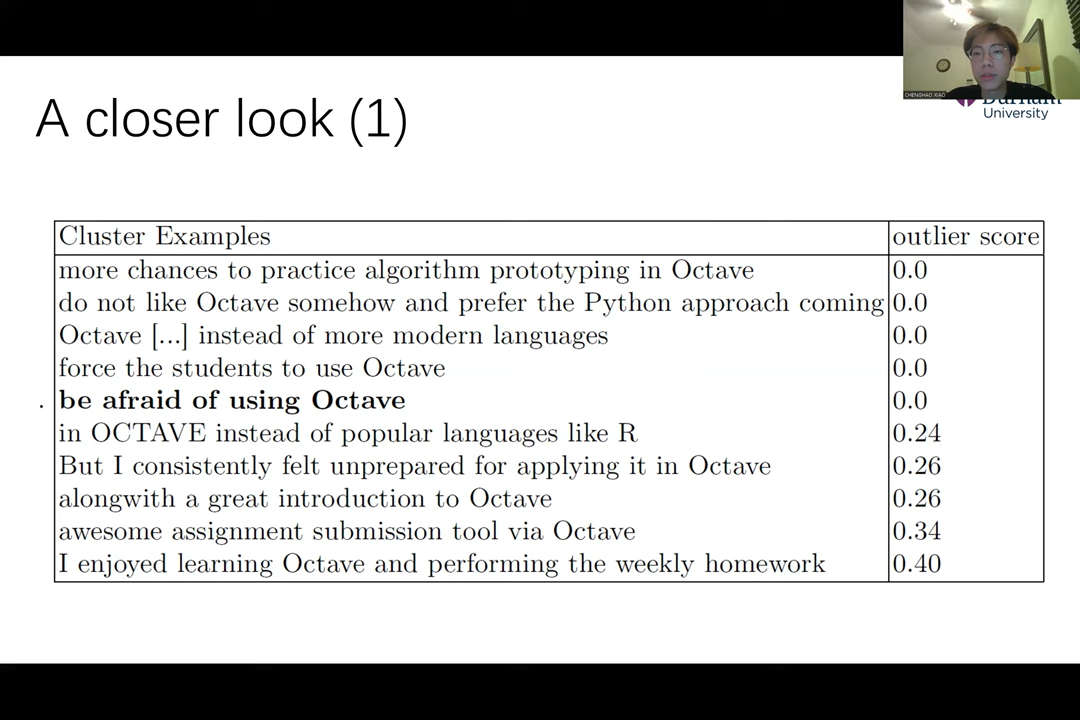 CHENGHAO XIAO
Durham
University
A closer look (1)
Cluster Examples outlier score
more chances to practice algorithm prototyping in Octave 0.0
do not like Octave somehow and prefer the Python approach coming 0.0
Octave [...] instead of more modern languages 0.0
force the students to use Octave 0.0
be afraid of using Octave 0.0
in OCTAVE instead of popular languages like R 0.24
But I consistently felt unprepared for applying it in Octave 0.26
alongwith a great introduction to Octave 0.26
awesome assignment submission tool via Octave 0.34
I enjoyed learning Octave and performing the weekly homework 0.40